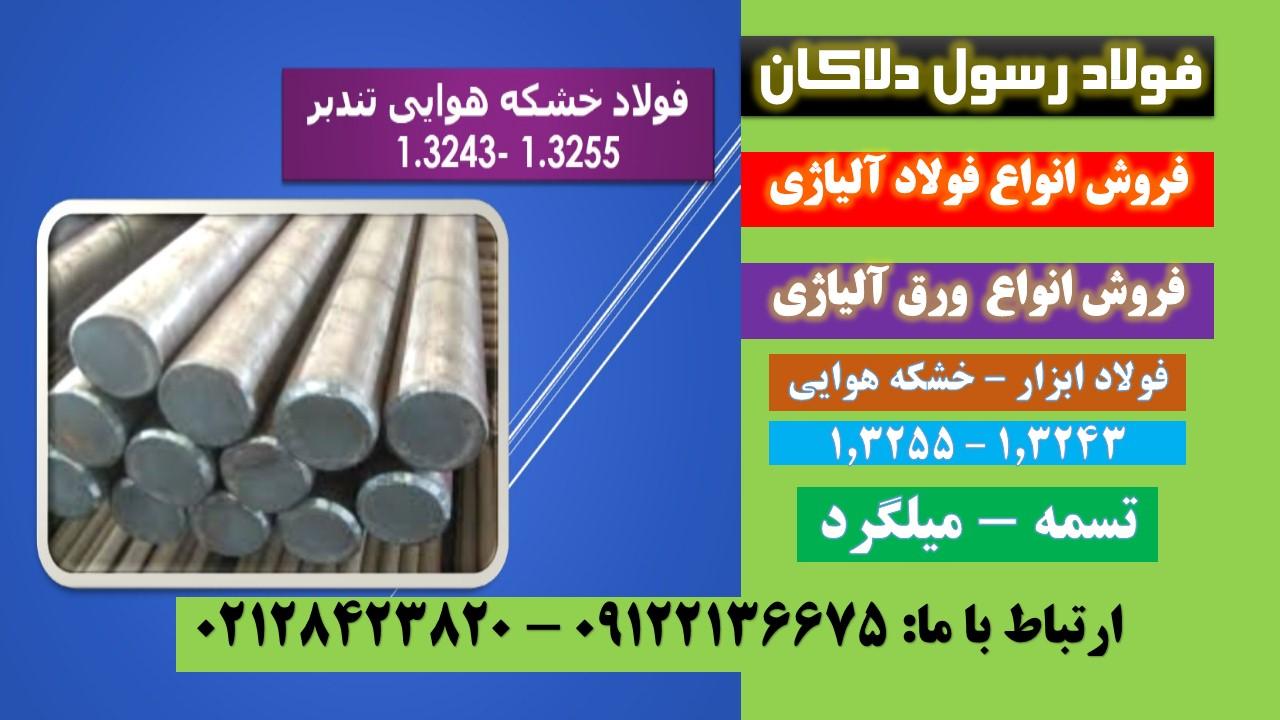 فولاد رسول دلاکان
فولاد خشکه هوایی تندبر
1.3243- 1.3255
فروش انواع فولاد آلیاژی
فروش انواع ورق آلیاژی
فولاد ابزار – خشکه هوایی
۱,۳۲۵۵ – ۱,۳۲۴۳
تسمه – میلگرد
ارتباط با ما: ۰۹۱۲۲۱۳۶۶۷۵ – ۰۲۱۲۸۴۲۳۸۲۰